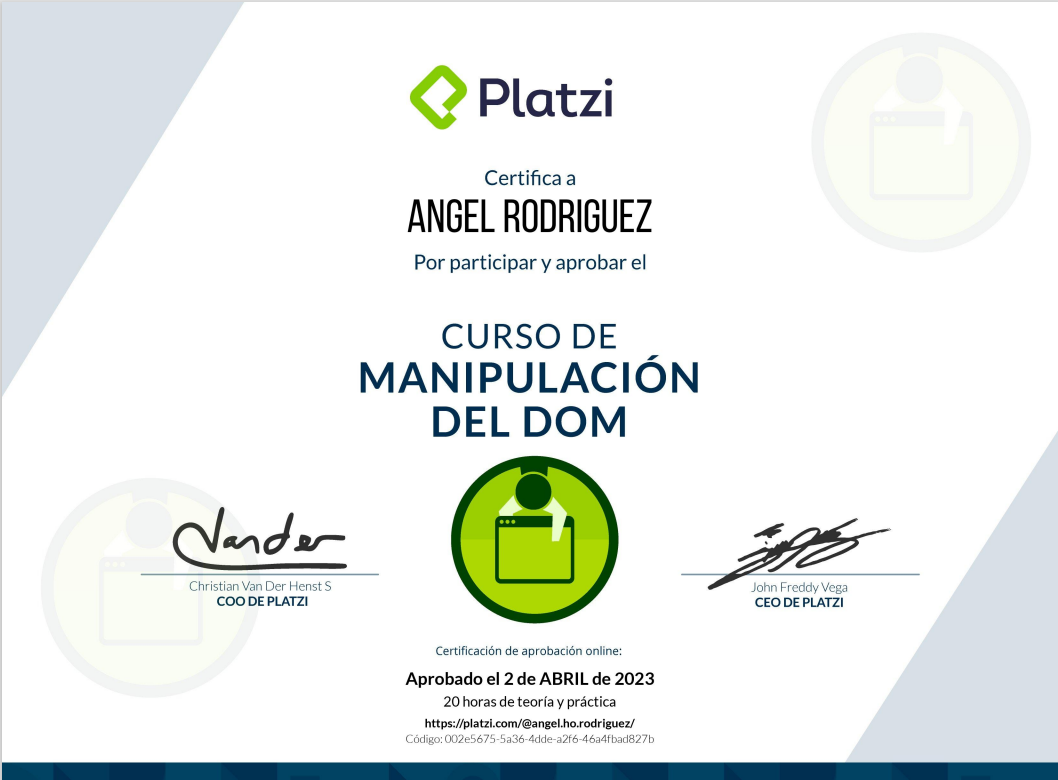 Platzi
Certifica a
ANGEL RODRIGUEZ
Por participar y aprobar el
CURSO DE
MANIPULACIÓN
DEL DOM
Vander
Christian Van Der Henst S
COO DE PLATZI
John Freddy Vega
CEO DE PLATZI
Certificación de aprobación online:
Aprobado el 2 de ABRIL de 2023
20 horas de teoría y práctica
https://platzi.com/@angel.ho.rodriguez/
Código: 002e5675-5a36-4dde-a2f6-46a4fbad827b